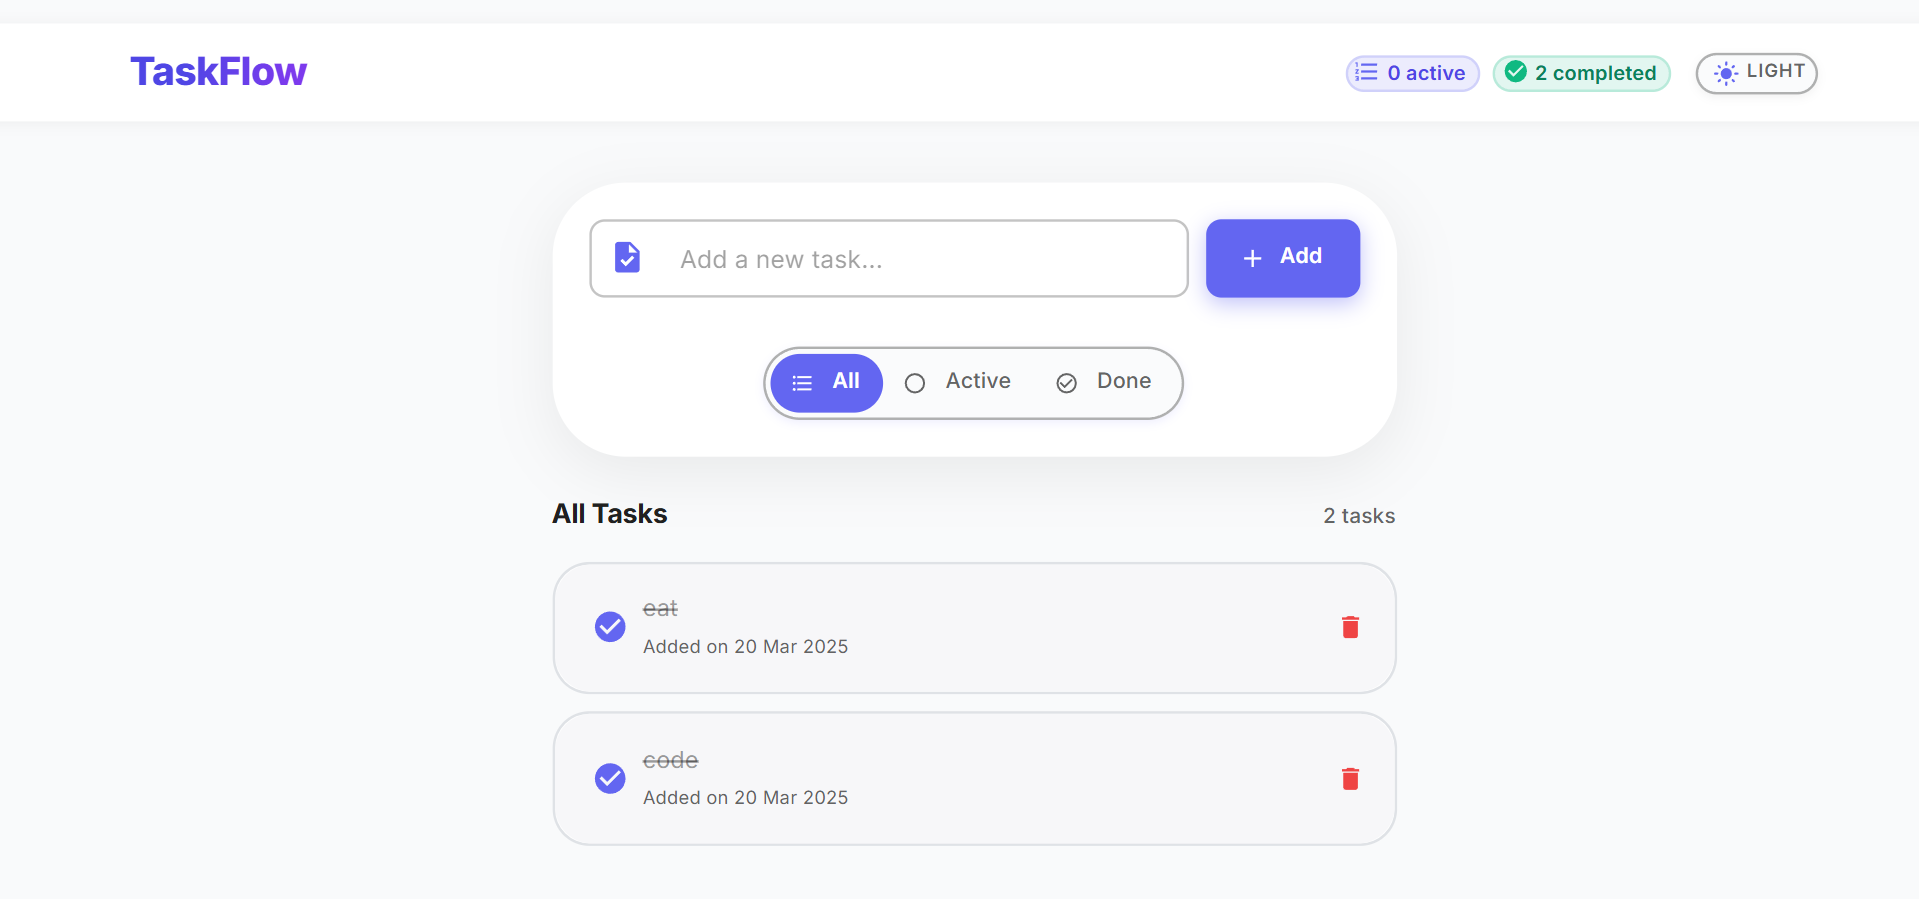 TaskFlow
0 active
2 completed
LIGHT
Add a new task...
Add
All
Active
Done
All Tasks
2 tasks
eat
Added on 20 Mar 2025
code
Added on 20 Mar 2025